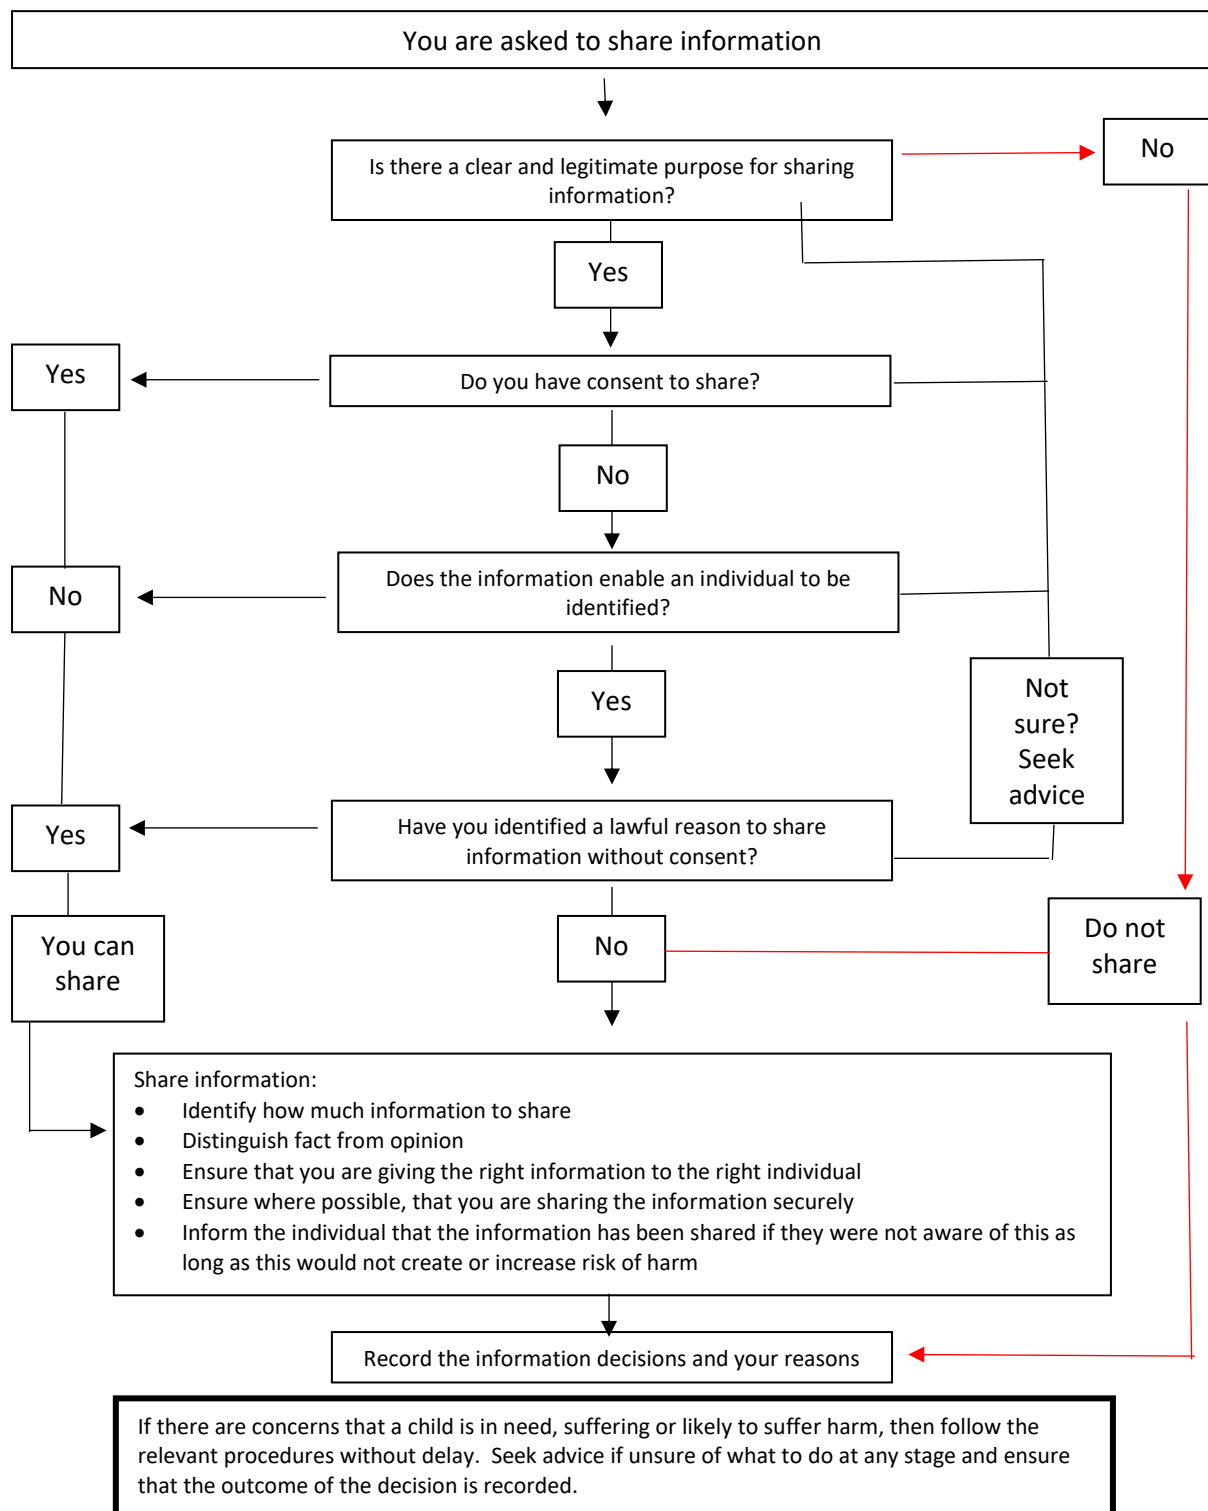 You are asked to share information
Is there a clear and legitimate purpose for sharing
information?
No
Yes
Yes
Do you have consent to share?
No
No
Does the information enable an individual to be
identified?
Yes
Not
sure?
Seek
advice
Yes
Have you identified a lawful reason to share
information without consent?
You can
share
No
Do not
share
Share information:
• Identify how much information to share
• Distinguish fact from opinion
• Ensure that you are giving the right information to the right individual
• Ensure where possible, that you are sharing the information securely
• Inform the individual that the information has been shared if they were not aware of this as
long as this would not create or increase risk of harm
Record the information decisions and your reasons
If there are concerns that a child is in need, suffering or likely to suffer harm, then follow the
relevant procedures without delay.  Seek advice if unsure of what to do at any stage and ensure
that the outcome of the decision is recorded.